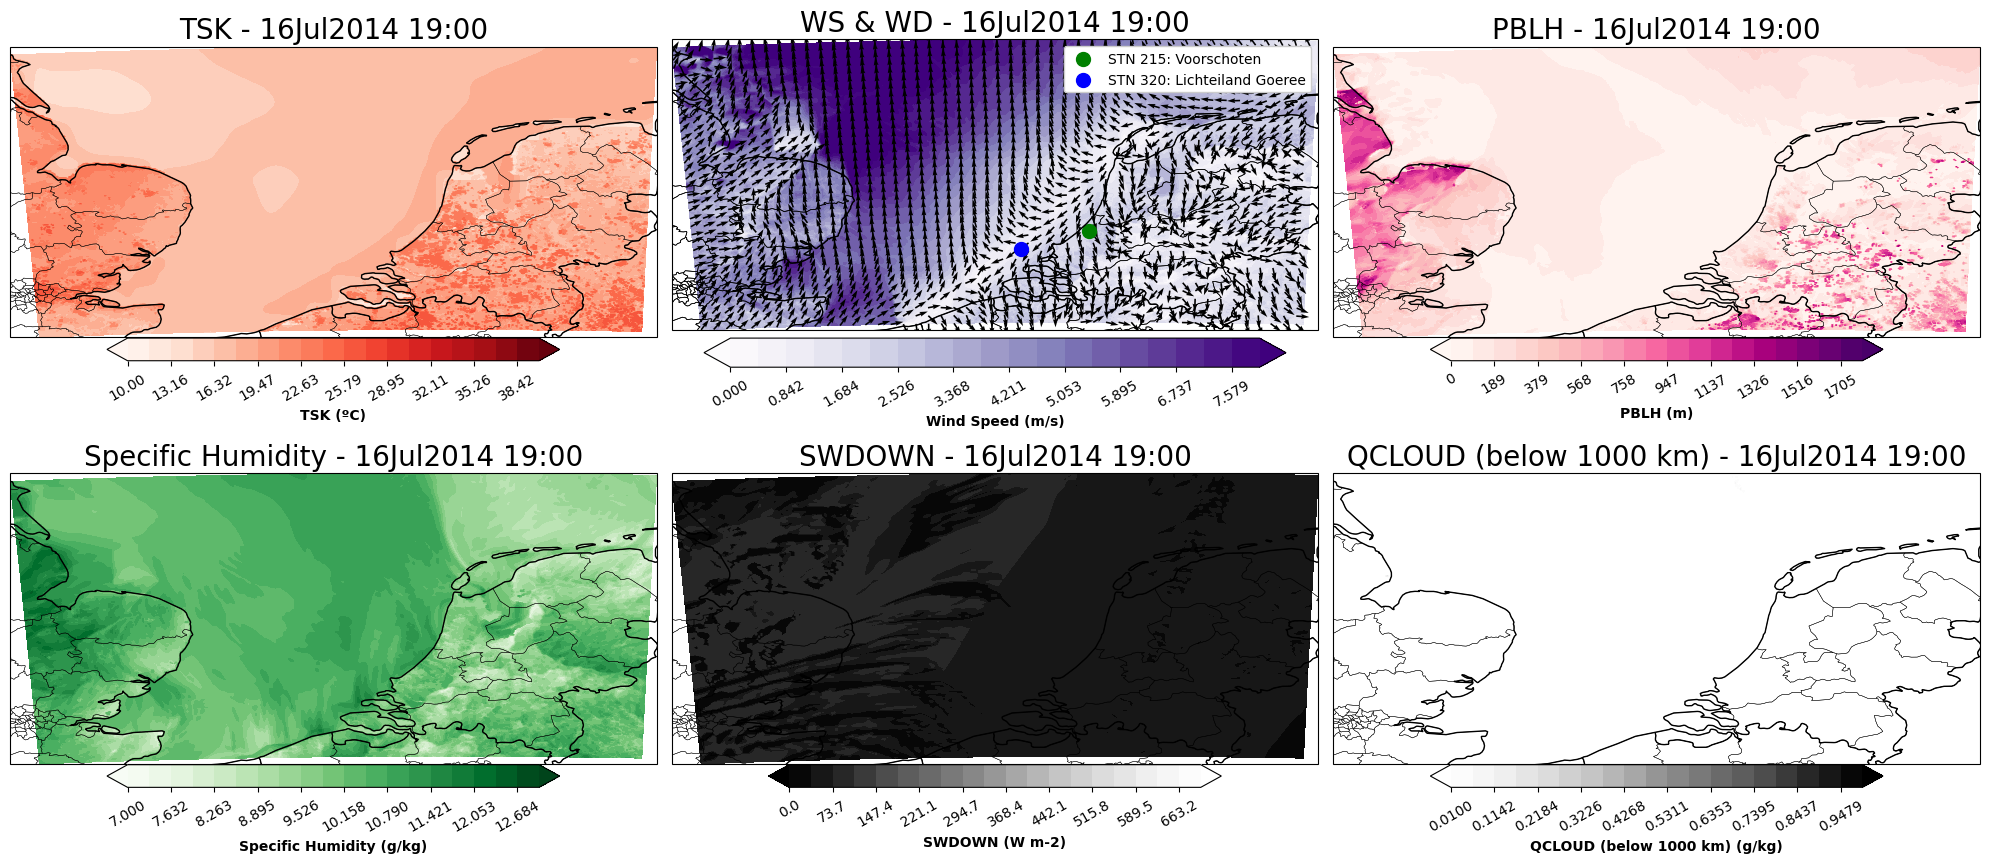 TSK - 16Jul2014 19:00
WS & WD - 16Jul2014 19:00
PBLH - 16Jul2014 19:00
STN 215: Voorschoten
STN 320: Lichteiland Goeree
10.00 13.16 16.32 19.47 22.63 25.79 28.95 32.11 35.26 38.42
TSK (ºC)
0.000 0.842 1.684 2.526 3.368 4.211 5.053 5.895 6.737 7.579
Wind Speed (m/s)
0 189 379 568 758 947 1137 1326 1516 1705
PBLH (m)
Specific Humidity - 16Jul2014 19:00
SWDOWN - 16Jul2014 19:00
QCLOUD (below 1000 km) - 16Jul2014 19:00
7.000 7.632 8.263 8.895 9.526 10.158 10.790 11.421 12.053 12.684
Specific Humidity (g/kg)
0.0 73.7 147.4 221.1 294.7 368.4 442.1 515.8 589.5 663.2
SWDOWN (W m-2)
0.0100 0.1142 0.2184 0.3226 0.4268 0.5311 0.6353 0.7395 0.8437 0.9479
QCLOUD (below 1000 km) (g/kg)